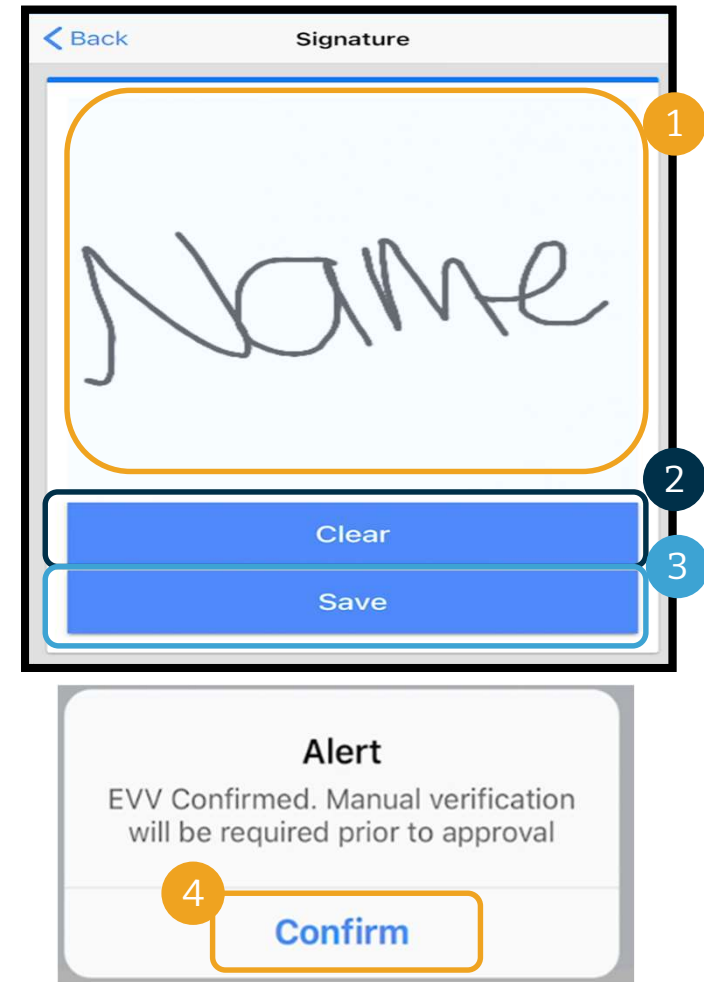 Back Signature
1
Name
2
Clear
3
Save
Alert
EVV Confirmed. Manual verification
will be required prior to approval
4
Confirm